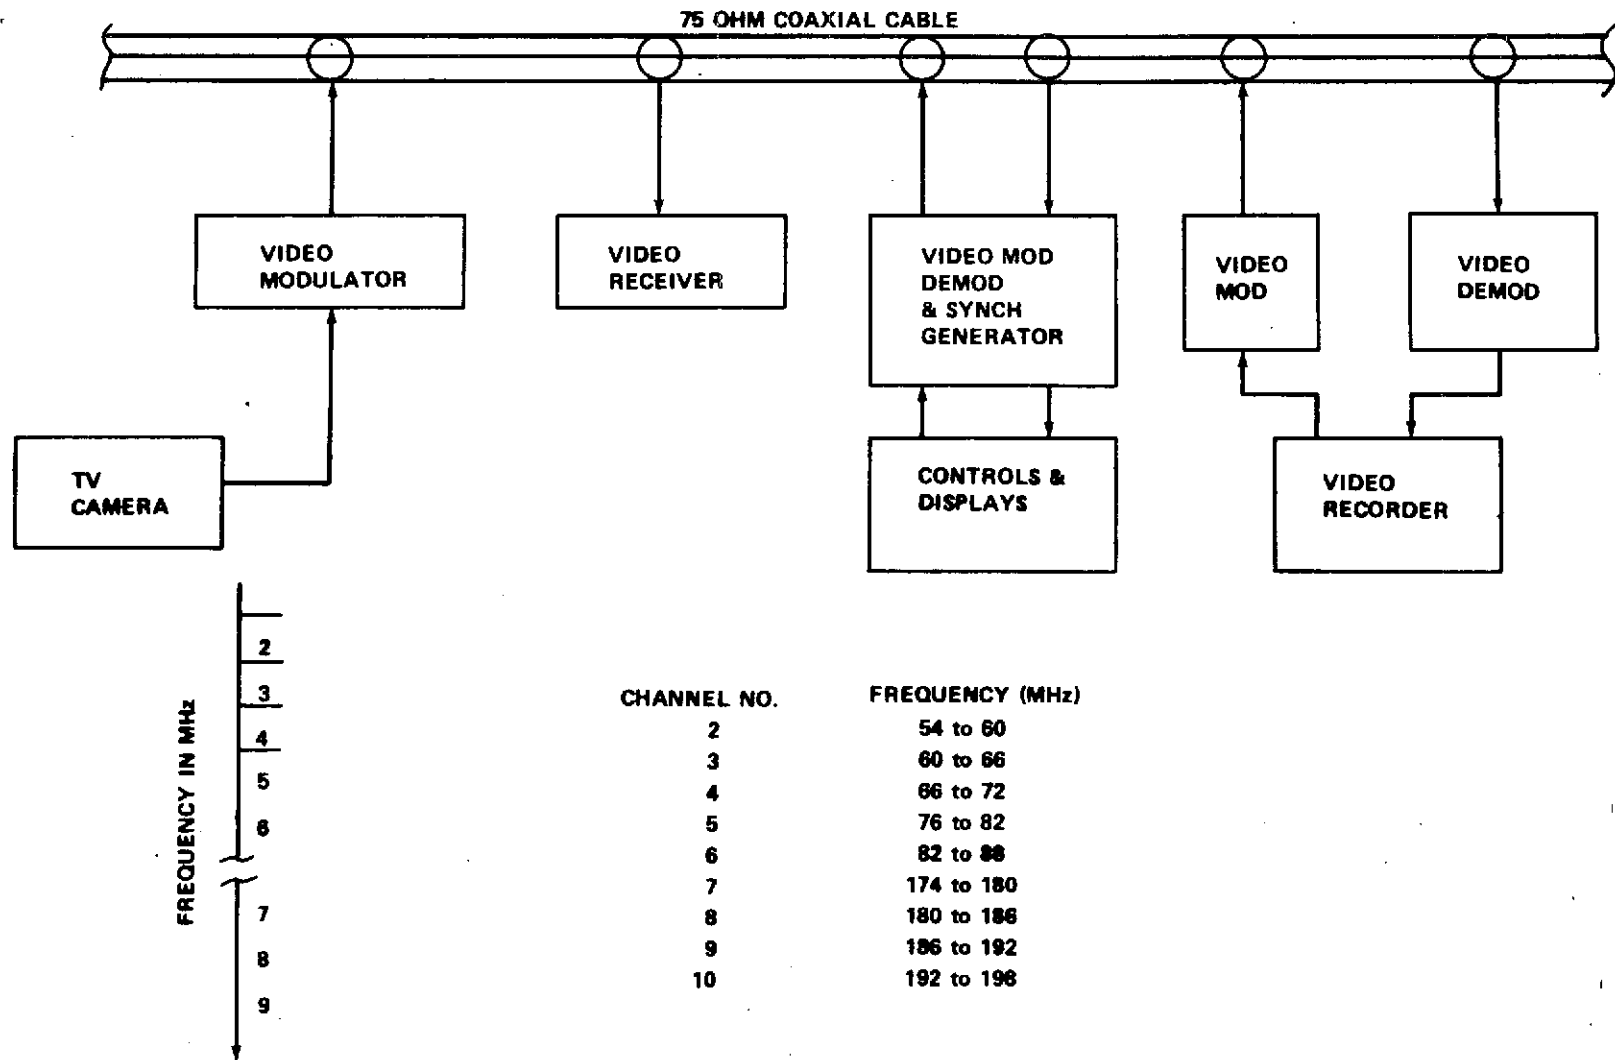 75 OHM COAXIAL CABLE
VIDEO
MODULATOR
VIDEO
RECEIVER
VIDEO MOD
DEMOD
& SYNCH
GENERATOR
VIDEO
MOD
VIDEO
DEMOD
TV
CAMERA
CONTROLS &
DISPLAYS
VIDEO
RECORDER
FREQUENCY IN MHz
2
3
4
5
6
7
8
9
CHANNEL NO. FREQUENCY (MHz)
2 54 to 60
3 60 to 66
4 66 to 72
5 76 to 82
6 82 to 88
7 174 to 180
8 180 to 186
9 186 to 192
10 192 to 198